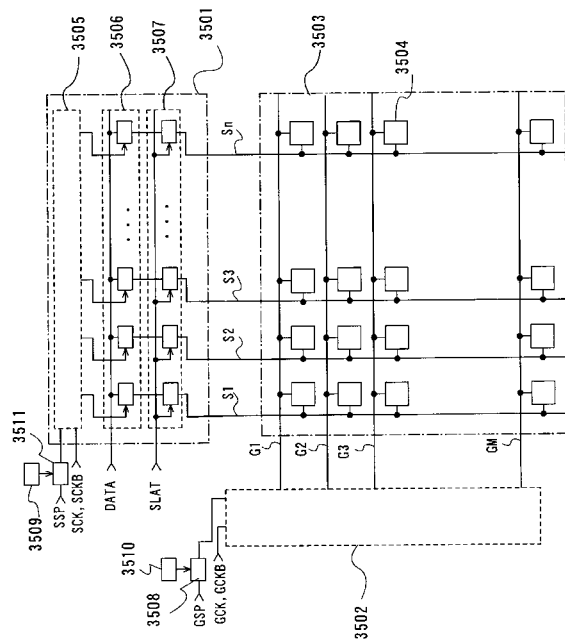 3505
3506
3507
3501
3511
3509
SSP
SCK, SCKB
DATA
SLAT
S1
S2
S3
Sn
3503
3504
G1
G2
G3
GM
3510
3508
GSP
GCK, GCKB
3502